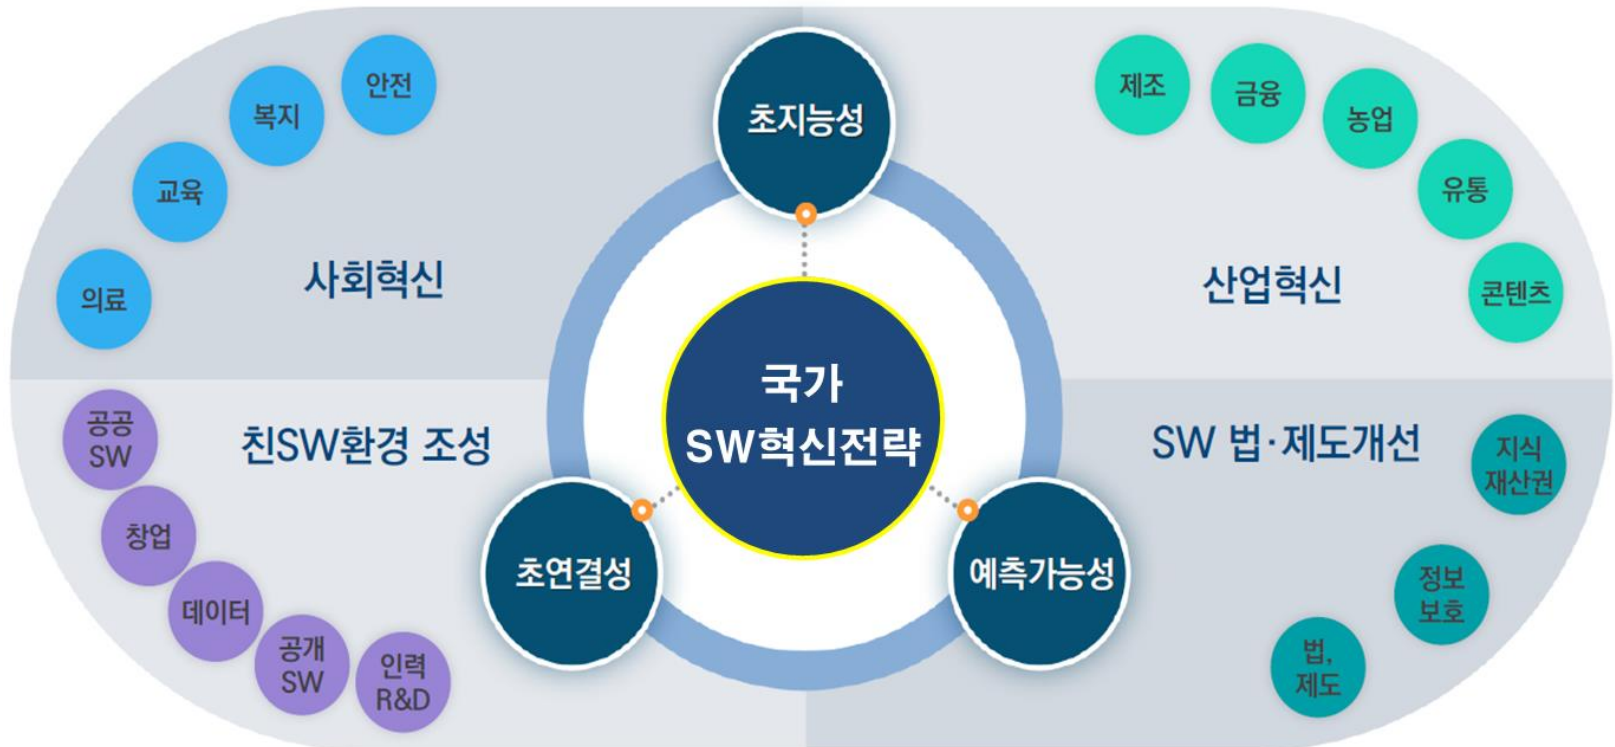 안전
복지
교육
의료
사회혁신
초지능성
제조
금융
농업
유통
콘텐츠
산업혁신
국가
SW혁신전략
친SW환경 조성
공공
SW
창업
데이터
공개
SW
인력
R&D
초연결성
예측가능성
SW 법·제도개선
지식
재산권
정보
보호
법,
제도